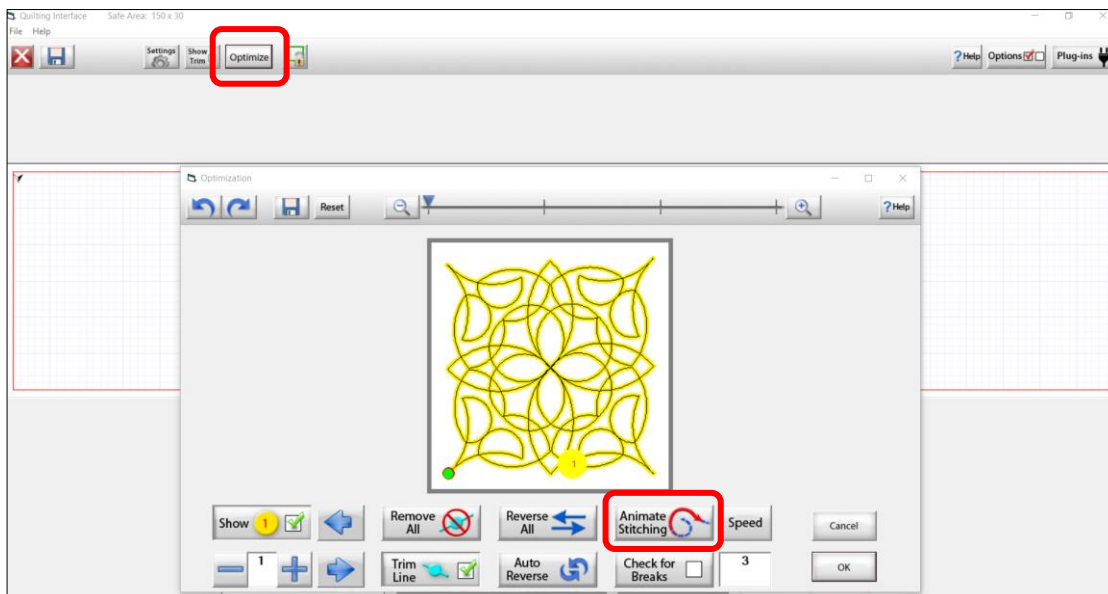 Quilting Interface Safe Area: 150 x 30
File Help
Settings Show Trim Optimize ?Help Options Plug-ins
Optimization
Reset ?Help
1
Show 1 Remove All Reverse All Animate Stitching Speed Cancel
1 Trim Line Auto Reverse Check for Breaks 3 OK